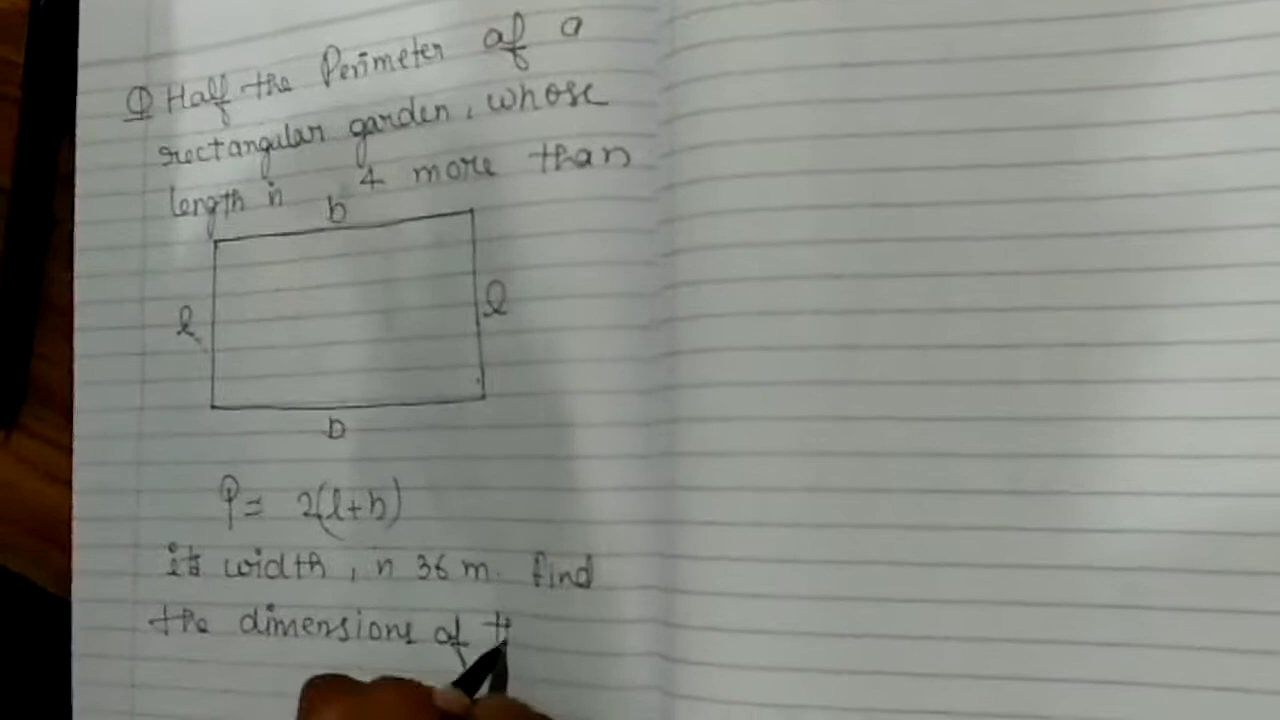 Q Half the Perimeter of a
rectangular garden, whose
length is 4 more than
b
l
l
b
P = 2(l+b)
its width, is 36 m. find
the dimensions of